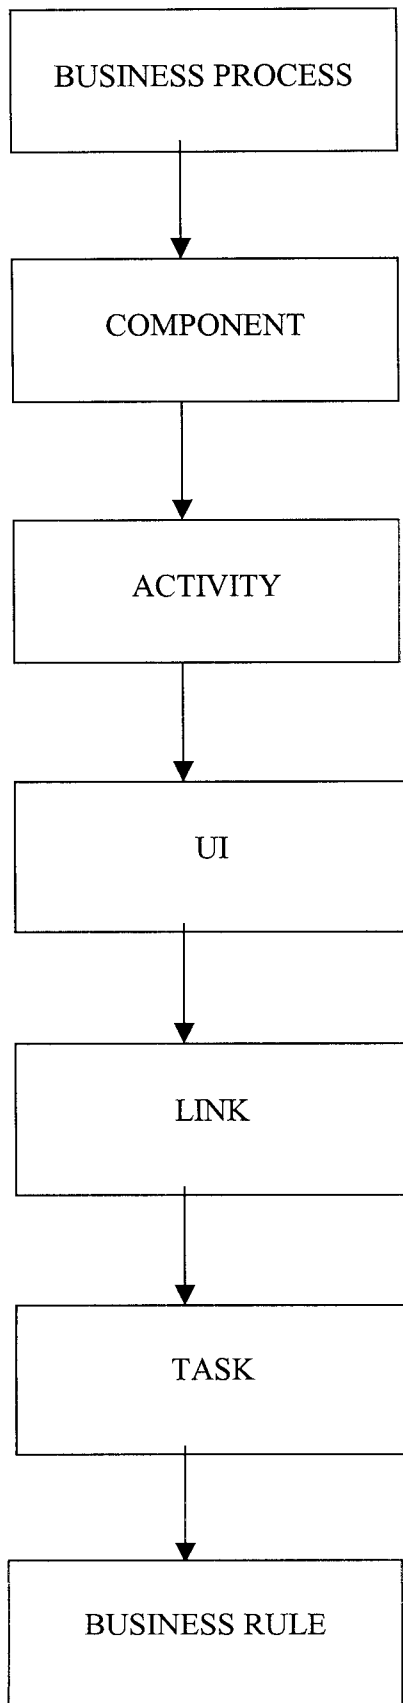 BUSINESS PROCESS
COMPONENT
ACTIVITY
UI
LINK
TASK
BUSINESS RULE